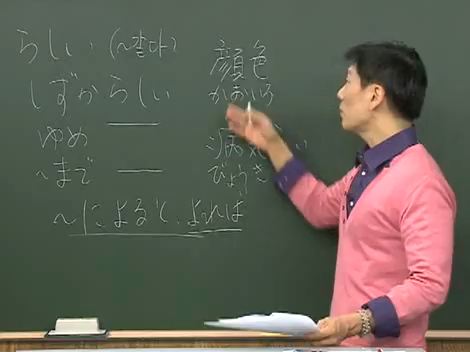 らしい (~같다)
しずからしい
ゆめ
~まで
~によると、よれば
顔色
かおいろ
病気
びょうき